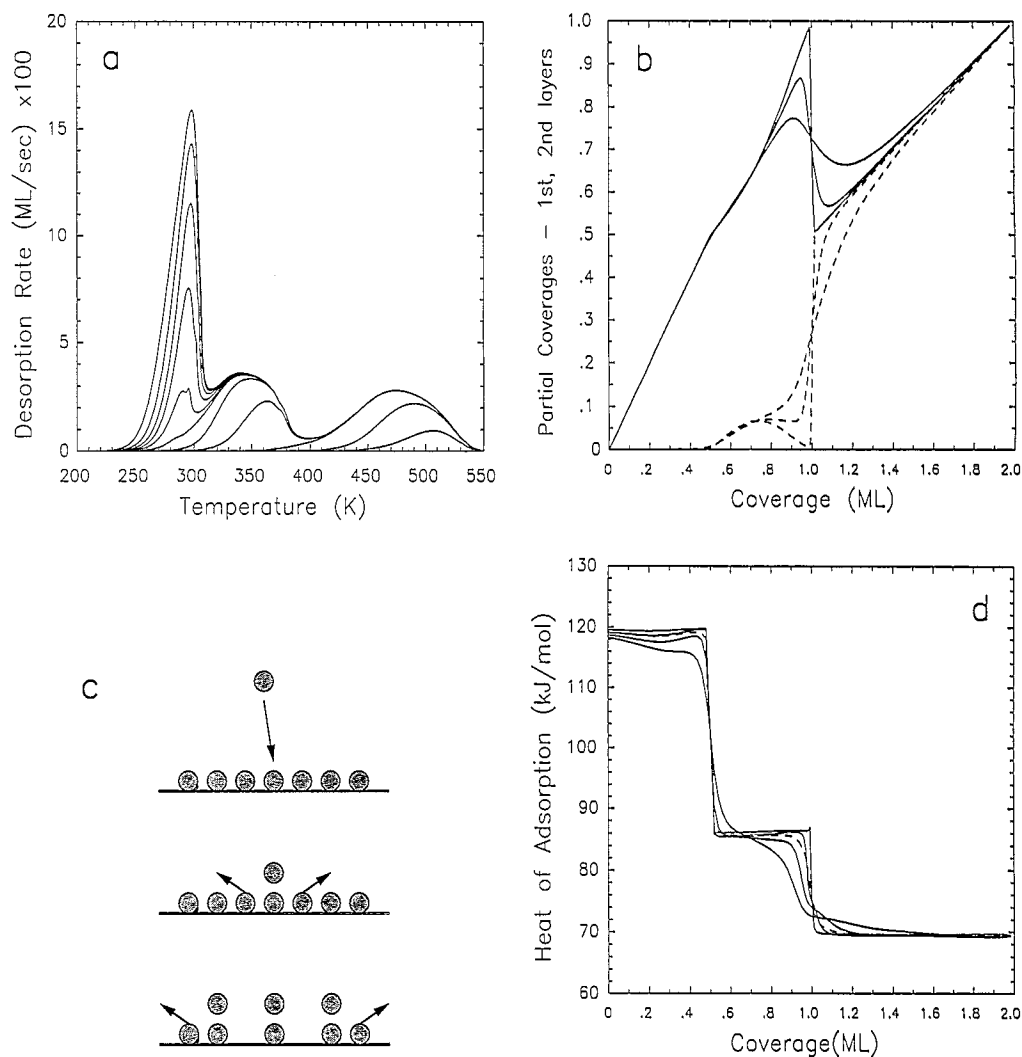 a
Desorption Rate (ML/sec) x100
20
15
10
5
0
200 250 300 350 400 450 500 550
Temperature (K)
b
Partial Coverages – 1st, 2nd layers
1.0
.9
.8
.7
.6
.5
.4
.3
.2
.1
0
0 .2 .4 .6 .8 1.0 1.2 1.4 1.6 1.8 2.0
Coverage (ML)
c
d
Heat of Adsorption (kJ/mol)
130
120
110
100
90
80
70
60
0 .2 .4 .6 .8 1.0 1.2 1.4 1.6 1.8 2.0
Coverage(ML)